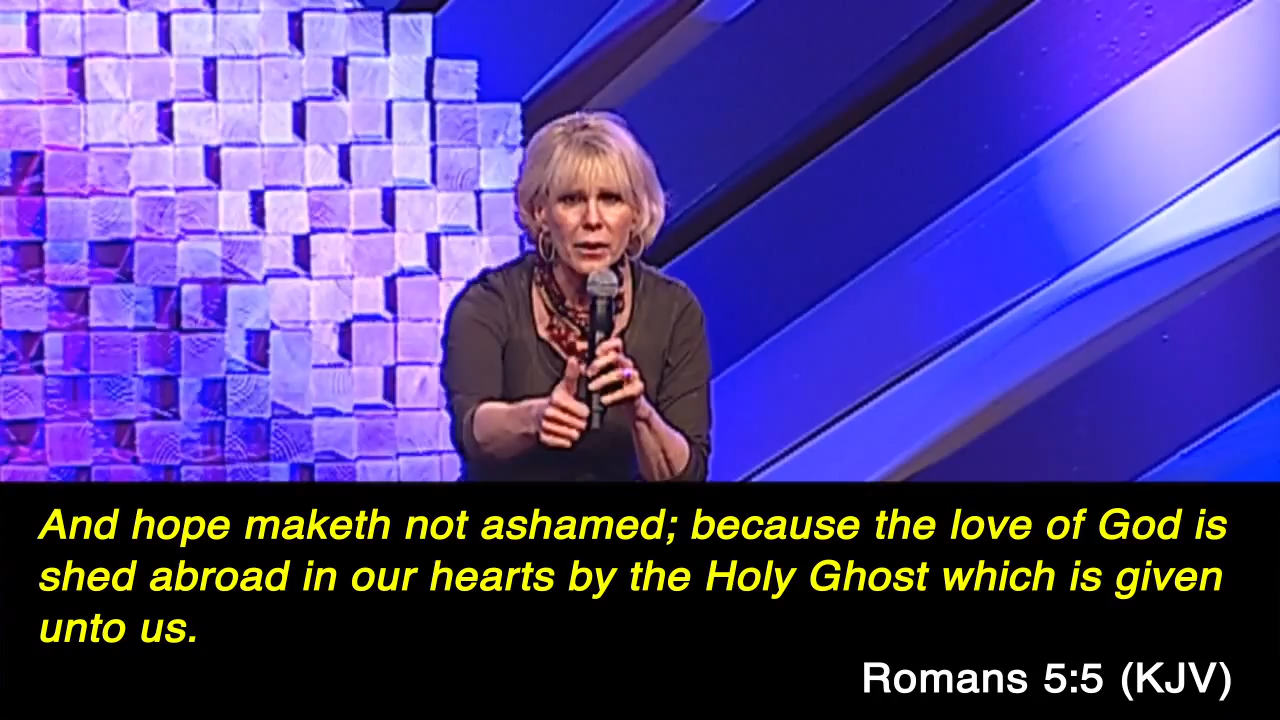 And hope maketh not ashamed; because the love of God is
shed abroad in our hearts by the Holy Ghost which is given
unto us.
Romans 5:5 (KJV)